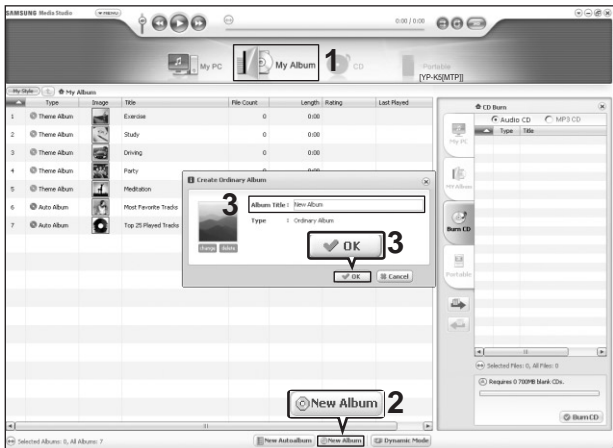 SAMSUNG Media Studio
MENU
0:00 / 0:00
My PC
My Album
1
CD
Portable
[YP-K5[MTP]]
My Style
My Album
Type Image Title File Count Length Rating Last Played
1 Theme Album Exercise 0 0:00
2 Theme Album Study 0 0:00
3 Theme Album Driving 0 0:00
4 Theme Album Party 0 0:00
5 Theme Album Meditation
6 Auto Album Most Favorite Tracks
7 Auto Album Top 25 Played Tracks
Create Ordinary Album
3
Album Title : New Album
Type : Ordinary Album
change delete
OK
3
OK Cancel
CD Burn
Audio CD MP3 CD
Type Title
My PC
My Album
Burn CD
Portable
Selected Files: 0, All Files: 0
Requires 0 700MB blank CDs.
Burn CD
New Album
2
Selected Albums: 0, All Albums: 7
New Autoalbum New Album Dynamic Mode